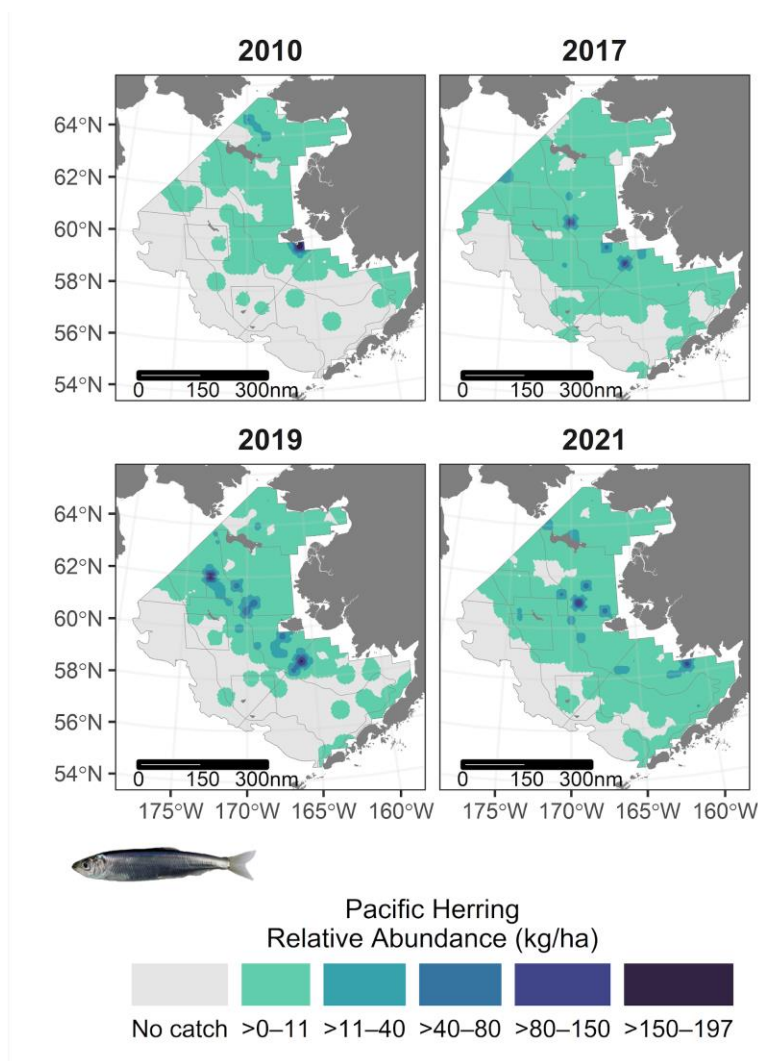 2010 2017
64°N
62°N
60°N
58°N
56°N
54°N
0 150 300nm 0 150 300nm
2019 2021
64°N
62°N
60°N
58°N
56°N
54°N
0 150 300nm 0 150 300nm
175°W 170°W 165°W 160°W 175°W 170°W 165°W 160°W
Pacific Herring
Relative Abundance (kg/ha)
No catch >0–11 >11–40 >40–80 >80–150 >150–197